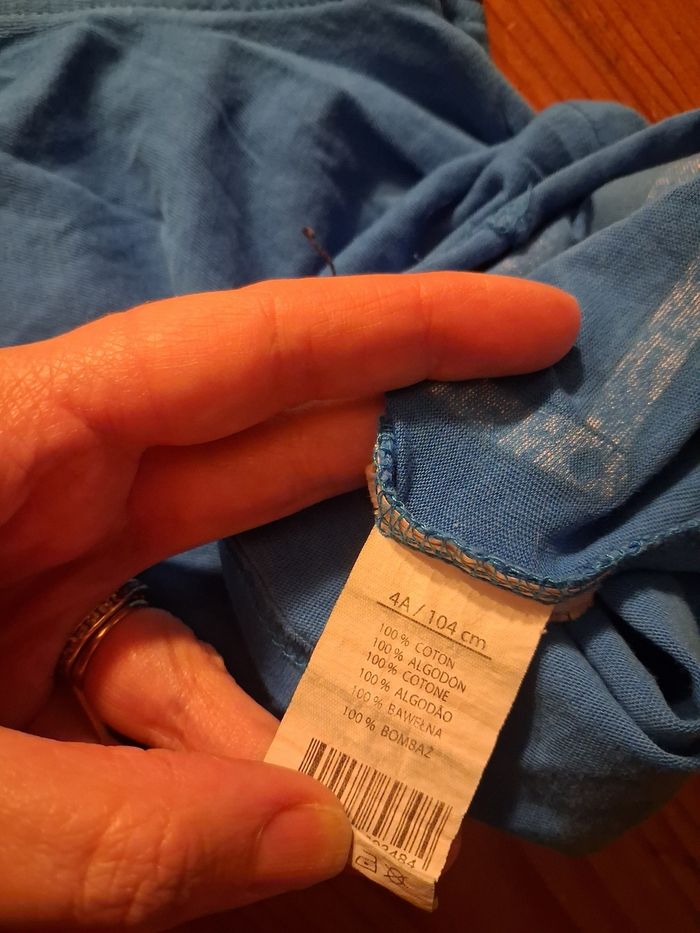 4A / 104 cm
100% COTON
100% ALGODÓN
100% COTONE
100% ALGODÃO
100% BAWEŁNA
100% BOMBAŽ